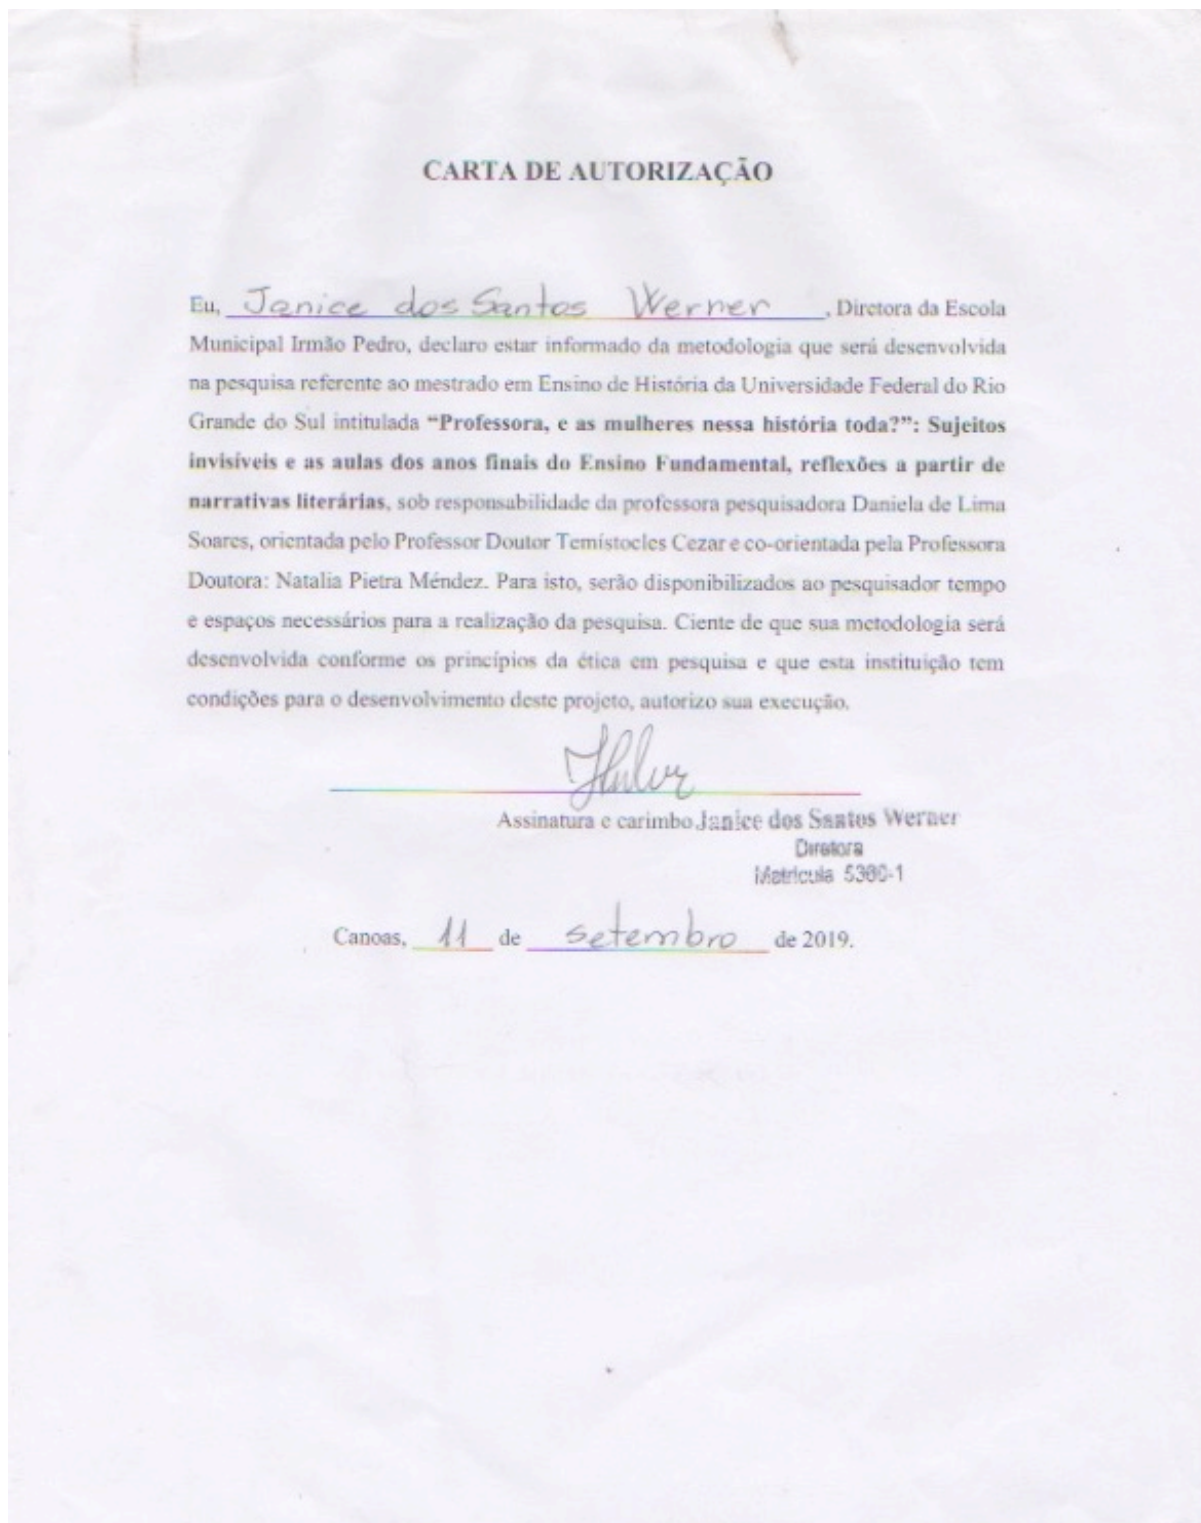 CARTA DE AUTORIZAÇÃO
Eu, Janice dos Santos Werner, Diretora da Escola
Municipal Irmão Pedro, declaro estar informado da metodologia que será desenvolvida
na pesquisa referente ao mestrado em Ensino de História da Universidade Federal do Rio
Grande do Sul intitulada “Professora, e as mulheres nessa história toda?”: Sujeitos
invisíveis e as aulas dos anos finais do Ensino Fundamental, reflexões a partir de
narrativas literárias, sob responsabilidade da professora pesquisadora Daniela de Lima
Soares, orientada pelo Professor Doutor Temístocles Cezar e co-orientada pela Professora
Doutora: Natalia Pietra Méndez. Para isto, serão disponibilizados ao pesquisador tempo
e espaços necessários para a realização da pesquisa. Ciente de que sua metodologia será
desenvolvida conforme os princípios da ética em pesquisa e que esta instituição tem
condições para o desenvolvimento deste projeto, autorizo sua execução.
Assinatura e carimbo Janice dos Santos Werner
Diretora
Matrícula
Canoas, 11 de setembro de 2019.